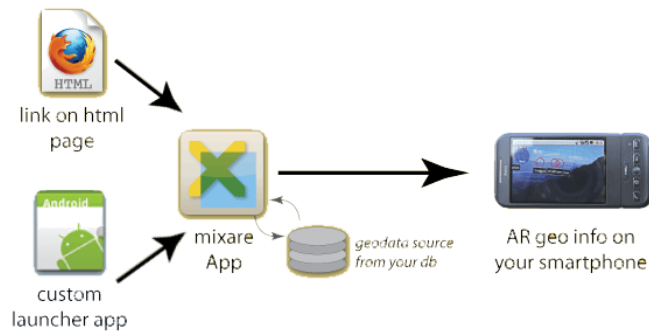 HTML
link on html
page
Android
custom
launcher app
mixare
App
geodata source
from your db
AR geo info on
your smartphone